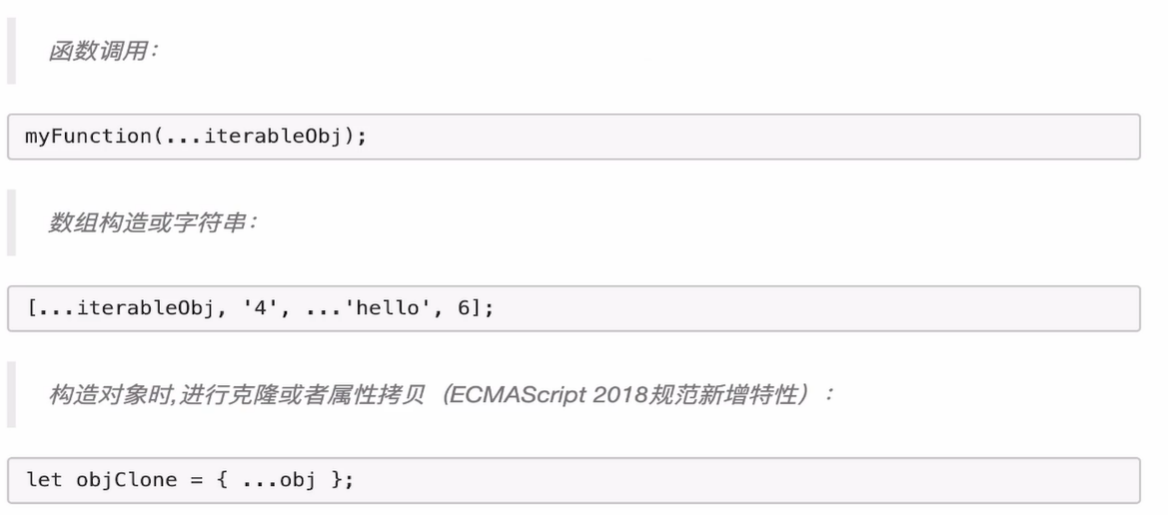 函数调用：
myFunction(...iterableObj);
数组构造或字符串：
[...iterableObj, '4', ...'hello', 6];
构造对象时,进行克隆或者属性拷贝（ECMAScript 2018规范新增特性）：
let objClone = { ...obj };